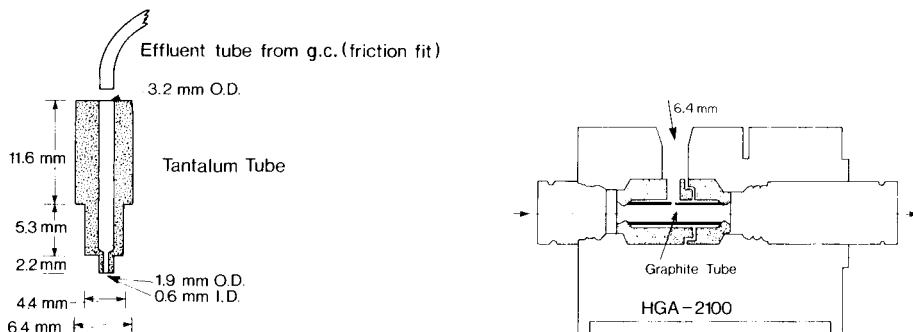 Effluent tube from g.c. (friction fit)
3.2 mm O.D.
11.6 mm
Tantalum Tube
5.3 mm
2.2 mm
1.9 mm O.D.
0.6 mm I.D.
4.4 mm
6.4 mm
6.4 mm
Graphite Tube
HGA-2100